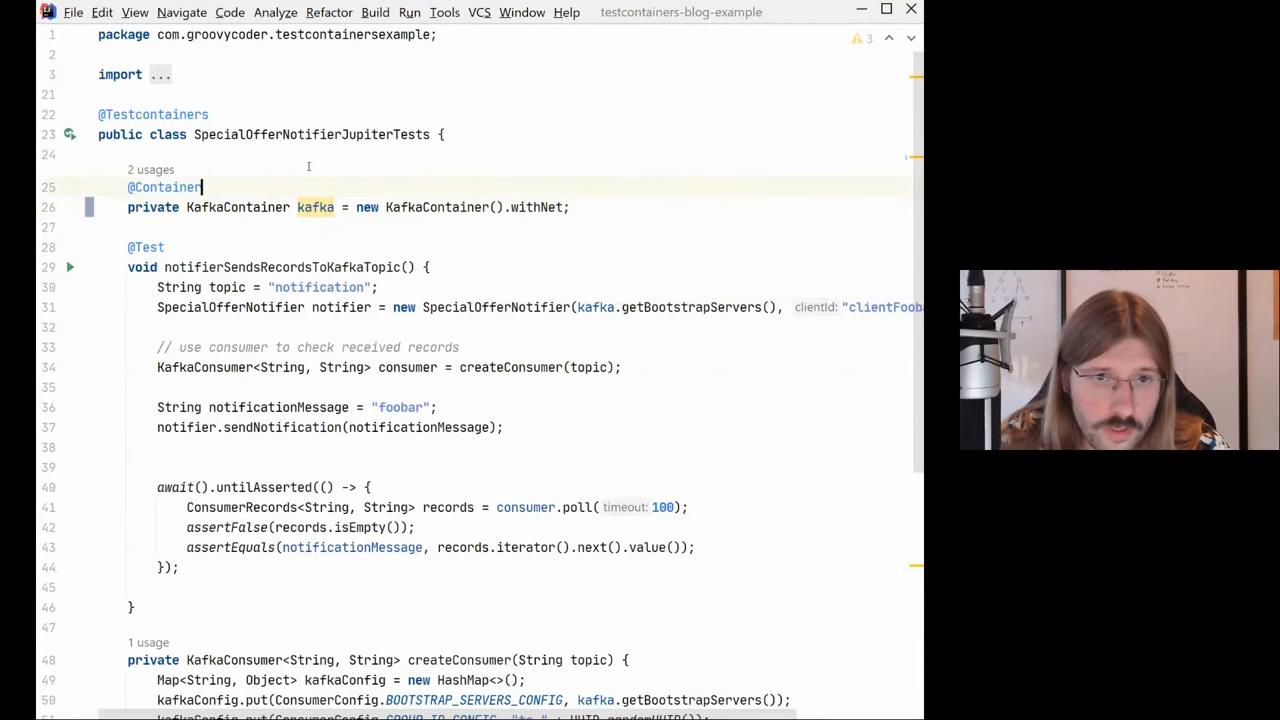 File Edit View Navigate Code Analyze Refactor Build Run Tools VCS Window Help testcontainers-blog-example
1 package com.groovycoder.testcontainersexample;
3
2
3 import ...
21
22 @Testcontainers
23 public class SpecialOfferNotifierJupiterTests {
24
2 usages
25 @Container
26 private KafkaContainer kafka = new KafkaContainer().withNet;
27
28 @Test
29 void notifierSendsRecordsToKafkaTopic() {
30 String topic = "notification";
31 SpecialOfferNotifier notifier = new SpecialOfferNotifier(kafka.getBootstrapServers(), clientId: "clientFooba
32
33 // use consumer to check received records
34 KafkaConsumer<String, String> consumer = createConsumer(topic);
35
36 String notificationMessage = "foobar";
37 notifier.sendNotification(notificationMessage);
38
39
40 await().untilAsserted(() -> {
41 ConsumerRecords<String, String> records = consumer.poll( timeout: 100);
42 assertFalse(records.isEmpty());
43 assertEquals(notificationMessage, records.iterator().next().value());
44 });
45
46 }
47
1 usage
48 private KafkaConsumer<String, String> createConsumer(String topic) {
49 Map<String, Object> kafkaConfig = new HashMap<>();
50 kafkaConfig.put(ConsumerConfig.BOOTSTRAP_SERVERS_CONFIG, kafka.getBootstrapServers());